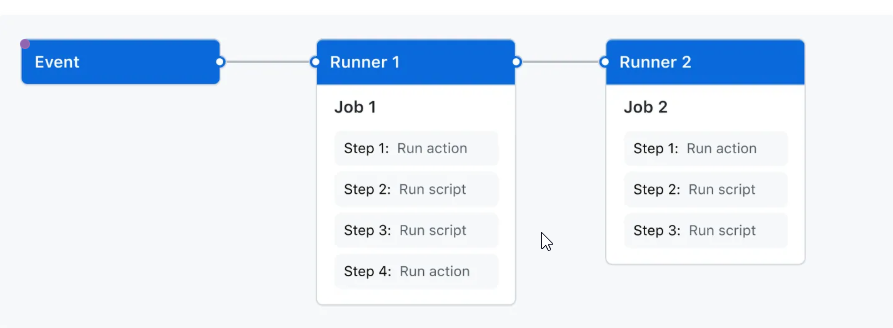 Event
Runner 1
Job 1
Step 1: Run action
Step 2: Run script
Step 3: Run script
Step 4: Run action
Runner 2
Job 2
Step 1: Run action
Step 2: Run script
Step 3: Run script